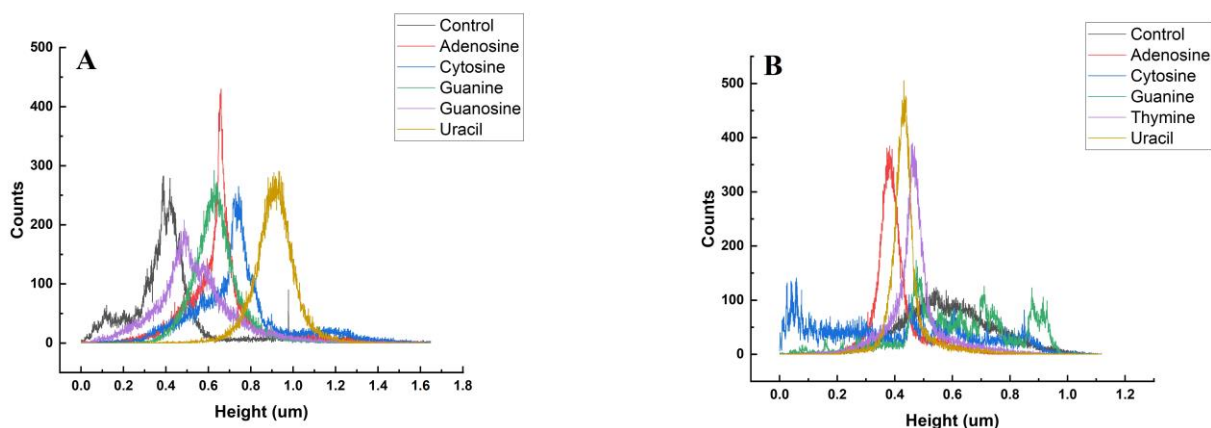 A
Control
Adenosine
Cytosine
Guanine
Guanosine
Uracil
500
400
300
200
100
0
Counts
0.0 0.2 0.4 0.6 0.8 1.0 1.2 1.4 1.6 1.8
Height (um)
B
Control
Adenosine
Cytosine
Guanine
Thymine
Uracil
500
400
300
200
100
0
Counts
0.0 0.2 0.4 0.6 0.8 1.0 1.2
Height (um)